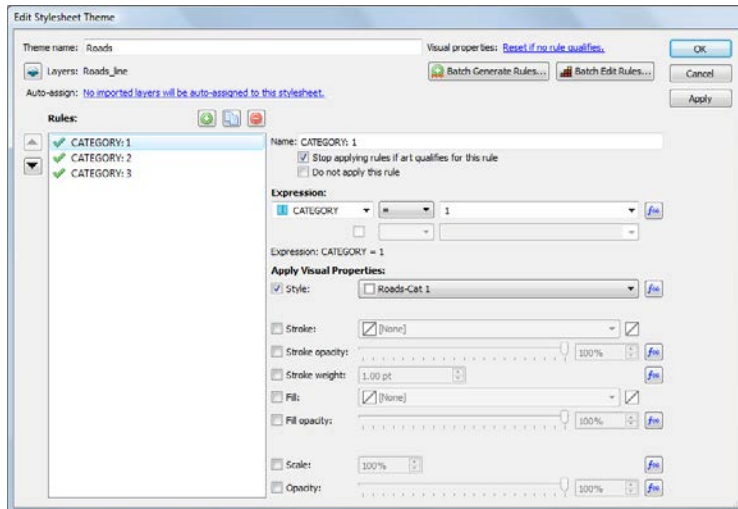 Edit Stylesheet Theme
Theme name: Roads
Visual properties: Reset if no rule qualifies.
OK
Layers: Roads_line
Batch Generate Rules...
Batch Edit Rules...
Cancel
Auto-assign: No imported layers will be auto-assigned to this stylesheet.
Apply
Rules:
CATEGORY: 1
CATEGORY: 2
CATEGORY: 3
Name: CATEGORY: 1
Stop applying rules if art qualifies for this rule
Do not apply this rule
Expression:
CATEGORY = 1
Expression: CATEGORY = 1
Apply Visual Properties:
Style: Roads-Cat 1
Stroke: [None]
Stroke opacity: 100%
Stroke weight: 1.00 pt
Fill: [None]
Fill opacity: 100%
Scale: 100%
Opacity: 100%